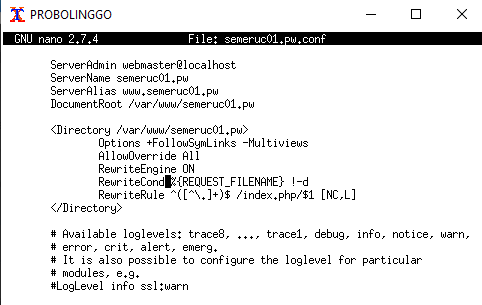 PROBOLINGGO
GNU nano 2.7.4 File: semeruc01.pw.conf
ServerAdmin webmaster@localhost
ServerName semeruc01.pw
ServerAlias www.semeruc01.pw
DocumentRoot /var/www/semeruc01.pw
<Directory /var/www/semeruc01.pw>
Options +FollowSymLinks -Multiviews
AllowOverride All
RewriteEngine ON
RewriteCond %{REQUEST_FILENAME} !-d
RewriteRule ^([^\.]+)$ /index.php/$1 [NC,L]
</Directory>
# Available loglevels: trace8, ..., trace1, debug, info, notice, warn,
# error, crit, alert, emerg.
# It is also possible to configure the loglevel for particular
# modules, e.g.
#LogLevel info ssl:warn